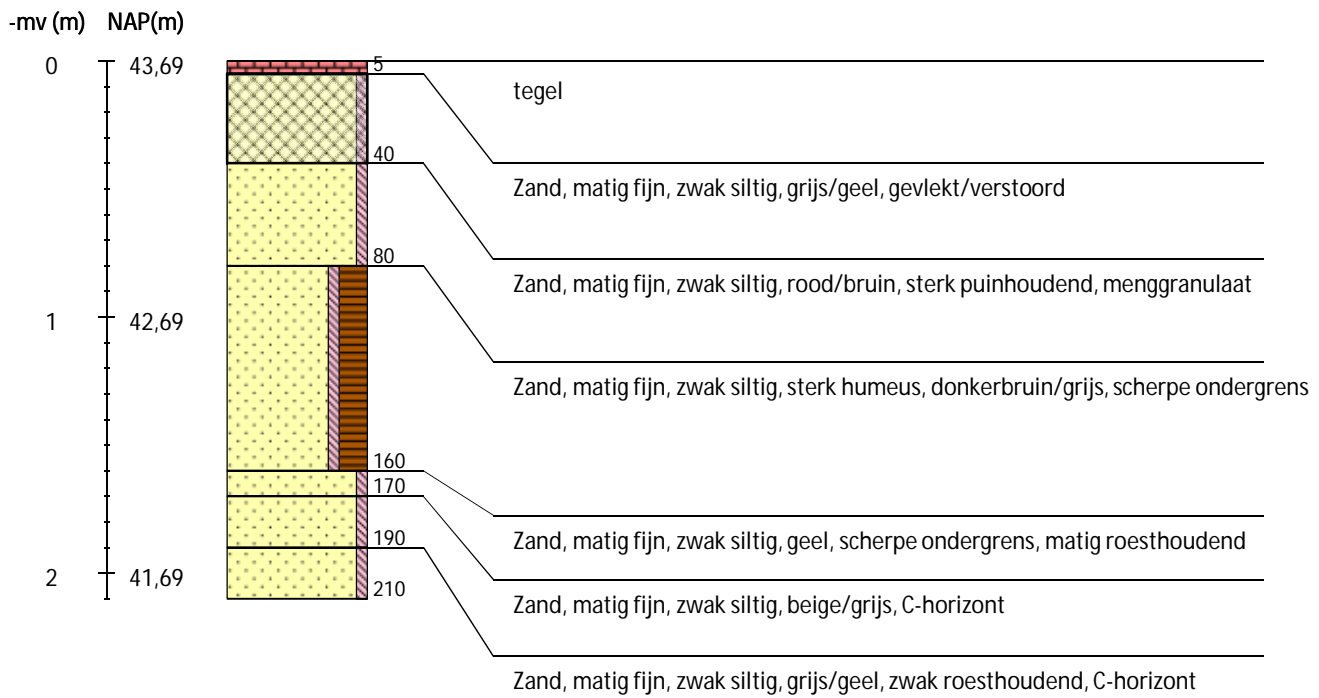 -mv (m) NAP(m)
0 43,69
5
tegel
40
Zand, matig fijn, zwak siltig, grijs/geel, gevlekt/verstoord
80
Zand, matig fijn, zwak siltig, rood/bruin, sterk puinhoudend, menggranulaat
1 42,69
Zand, matig fijn, zwak siltig, sterk humeus, donkerbruin/grijs, scherpe ondergrens
160
170
190
Zand, matig fijn, zwak siltig, geel, scherpe ondergrens, matig roesthoudend
2 41,69
210
Zand, matig fijn, zwak siltig, beige/grijs, C-horizont
Zand, matig fijn, zwak siltig, grijs/geel, zwak roesthoudend, C-horizont